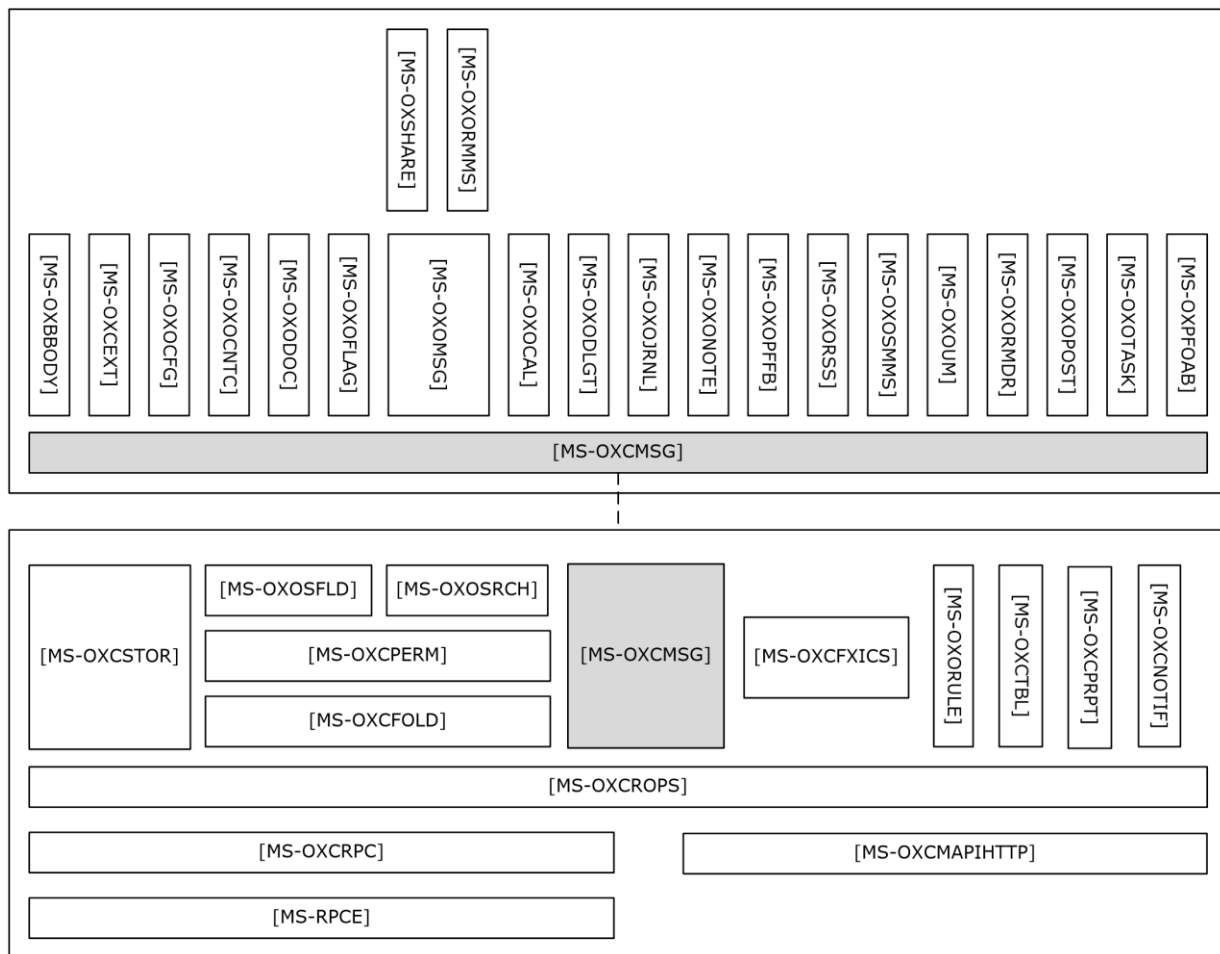 [MS-OXSHARE]
[MS-OXORMMS]
[MS-OXBBODY]
[MS-OXCEXT]
[MS-OXOCFG]
[MS-OXOCNTC]
[MS-OXODOC]
[MS-OXOFLAG]
[MS-OXOMSG]
[MS-OXOCAL]
[MS-OXODLGT]
[MS-OXOJRNL]
[MS-OXONOTE]
[MS-OXOPFFB]
[MS-OXORSS]
[MS-OXOSMMS]
[MS-OXOUM]
[MS-OXORMDR]
[MS-OXOPOST]
[MS-OXOTASK]
[MS-OXPFOAB]
[MS-OXCMSG]
[MS-OXCSTOR]
[MS-OXOSFLD]
[MS-OXOSRCH]
[MS-OXCPERM]
[MS-OXCFOLD]
[MS-OXCMSG]
[MS-OXCFXICS]
[MS-OXORULE]
[MS-OXCTBL]
[MS-OXCPRPT]
[MS-OXCNOTIF]
[MS-OXCROPS]
[MS-OXCRPC]
[MS-OXCMAPIHTTP]
[MS-RPCE]